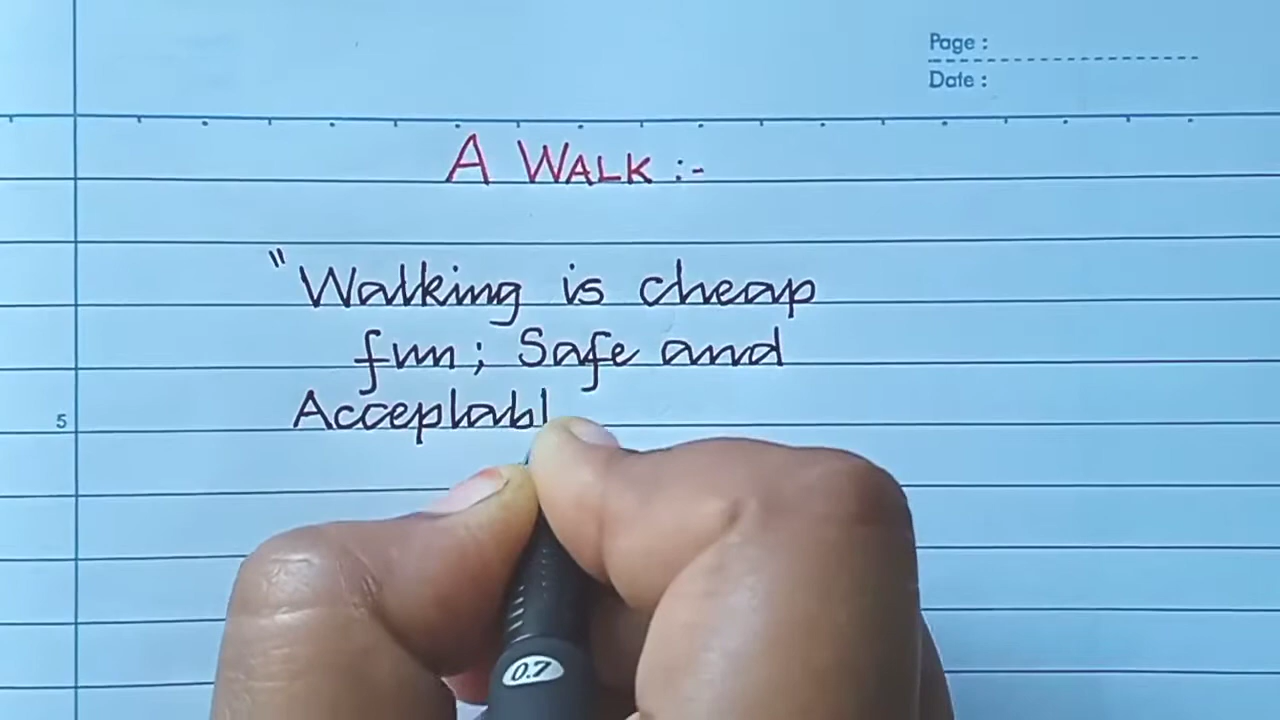 Page :
Date :
A WALK :-
"Walking is cheap
fun; Safe and
Acceptabl
5
0.7